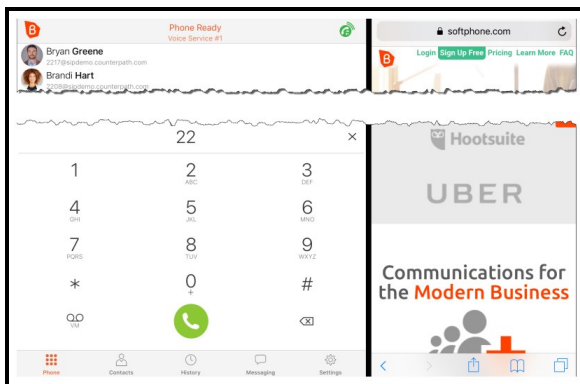 Phone Ready
Voice Service #1
Bryan Greene
2217@sipdemo.counterpath.com
Brandi Hart
2208@sipdemo.counterpath.com
22
1
2
ABC
3
DEF
4
GHI
5
JKL
6
MNO
7
PQRS
8
TUV
9
WXYZ
*
0
+
#
VM
Phone
Contacts
History
Messaging
Settings
softphone.com
Login Sign Up Free Pricing Learn More FAQ
Hootsuite
UBER
Communications for
the Modern Business